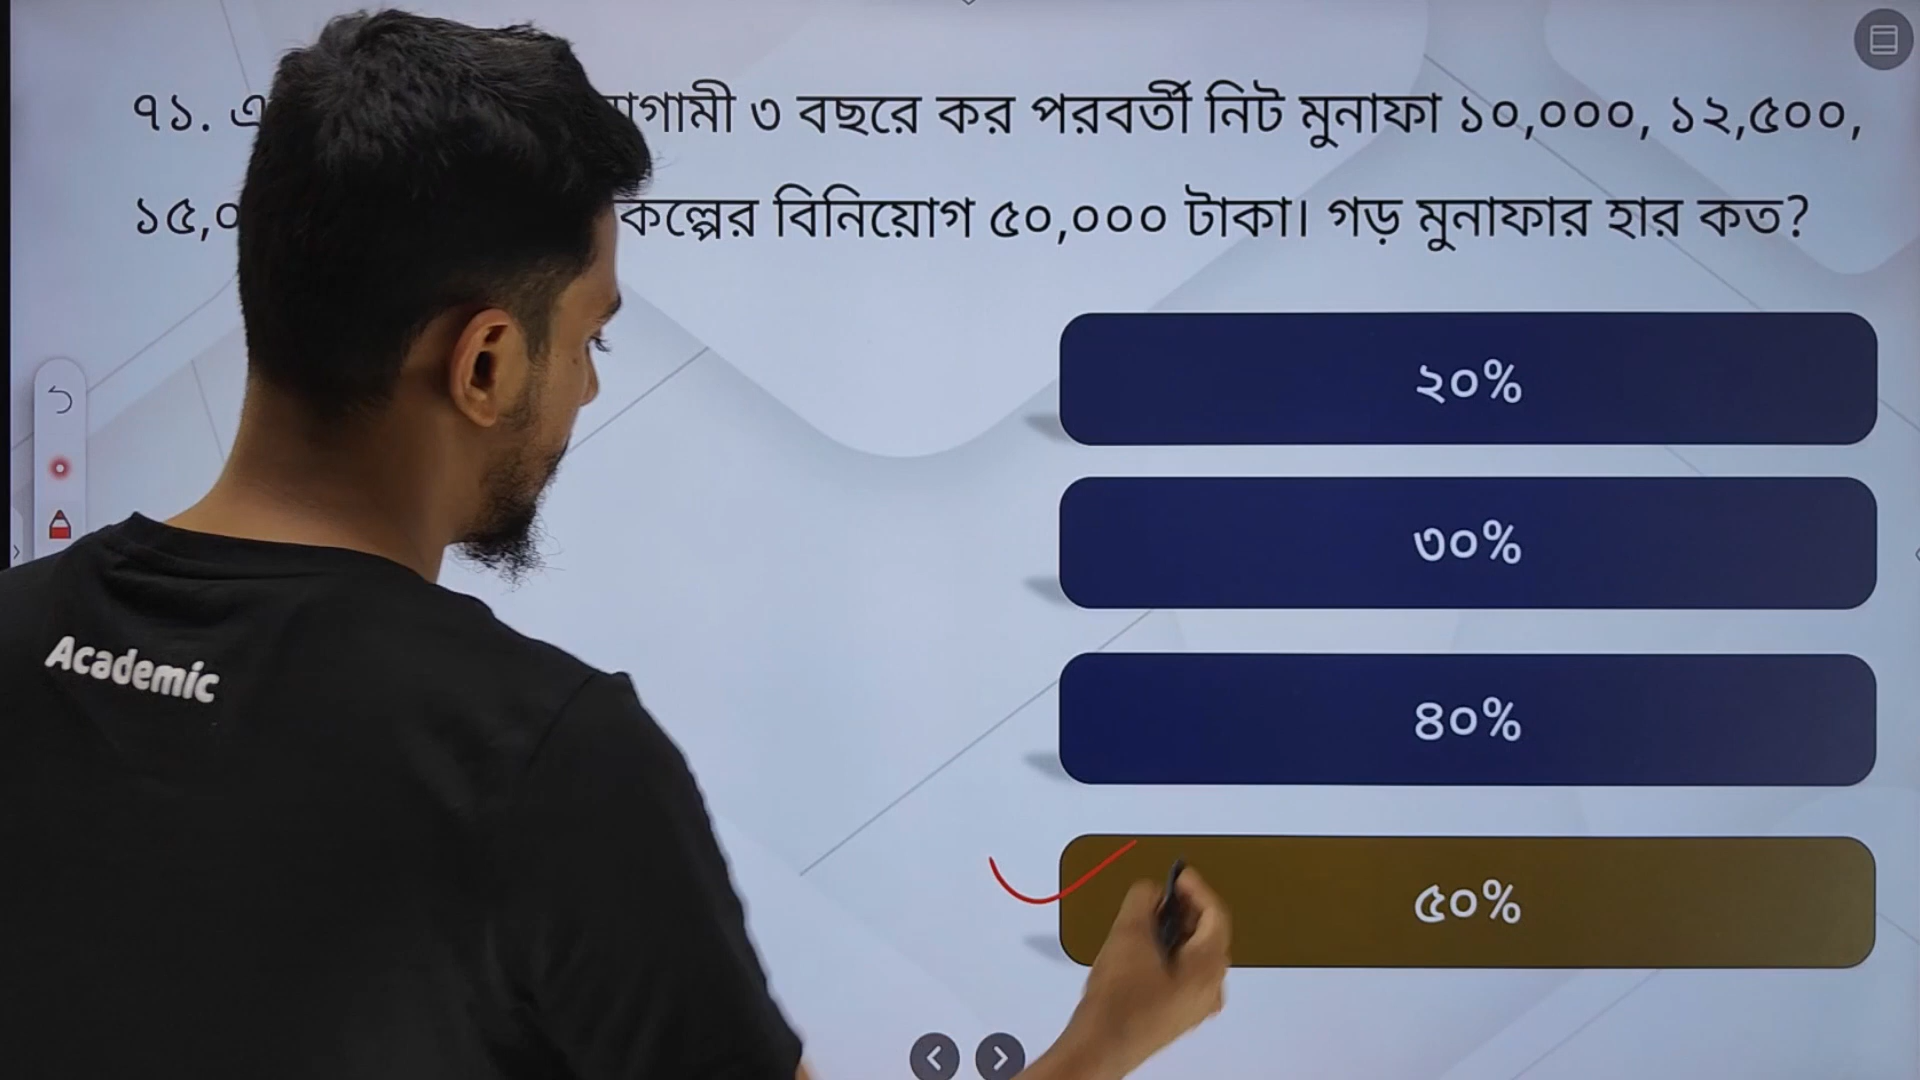 ৭১. এ গামী ৩ বছরে কর পরবর্তী নিট মুনাফা ১০,০০০, ১২,৫০০,
১৫,০ কল্পের বিনিয়োগ ৫০,০০০ টাকা। গড় মুনাফার হার কত?
২০%
৩০%
৪০%
৫০%
Academic